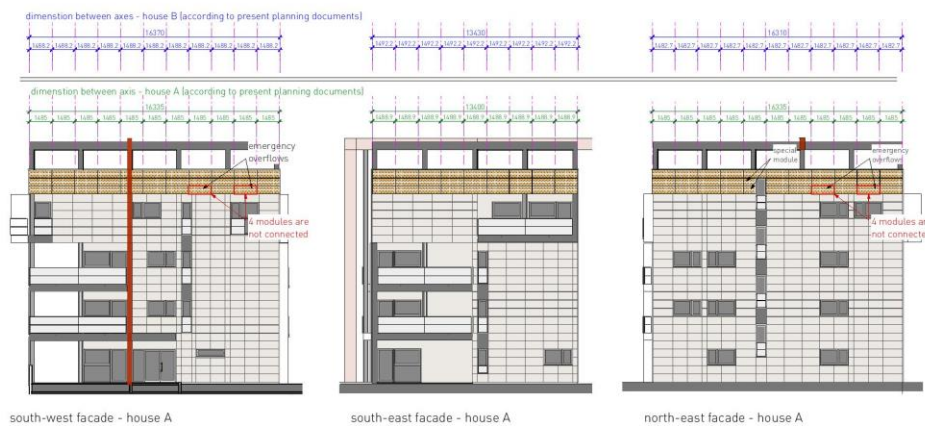 dimenstion between axes - house B (according to present planning documents)
16370 13430 16310
1488.2 1488.2 1488.2 1488.2 1488.2 1488.2 1488.2 1488.2 1488.2 1488.2 1488.2 1492.2 1492.2 1492.2 1492.2 1492.2 1492.2 1492.2 1492.2 1492.2 1482.7 1482.7 1482.7 1482.7 1482.7 1482.7 1482.7 1482.7 1482.7 1482.7 1482.7
dimenstion between axis - house A (according to present planning documents)
16335 13400 16335
1485 1485 1485 1485 1485 1485 1485 1485 1485 1485 1485 1488.9 1488.9 1488.9 1488.9 1488.9 1488.9 1488.9 1488.9 1488.9 1485 1485 1485 1485 1485 1485 1485 1485 1485 1485 1485
emergency
overflows
4 modules are
not connected
special
module
emergency
overflows
4 modules are
not connected
south-west facade - house A
south-east facade - house A
north-east facade - house A